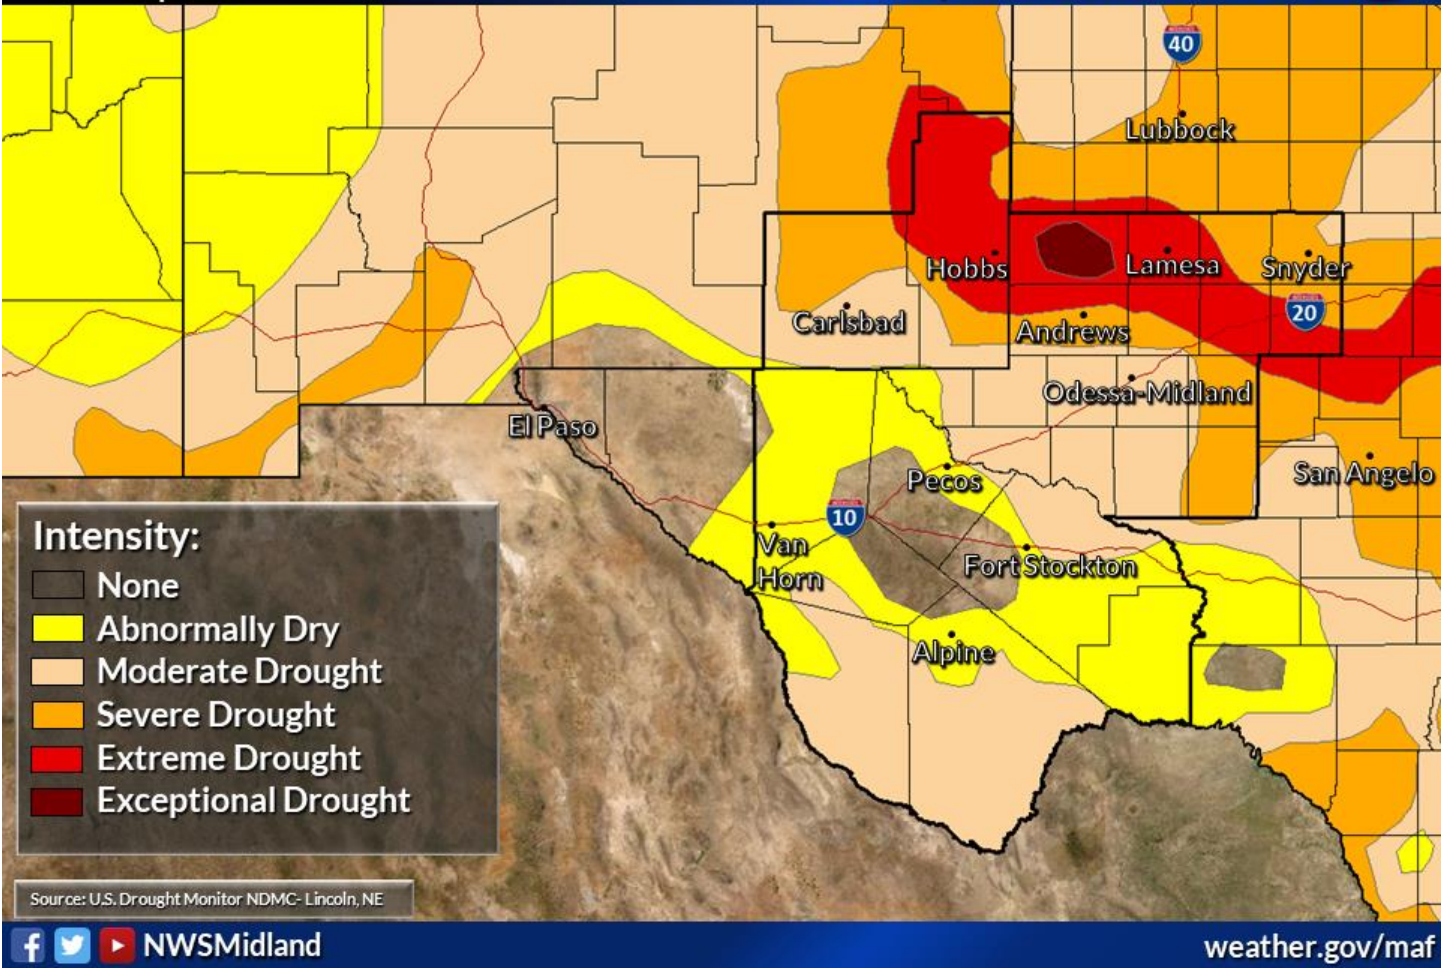 40
Lubbock
Hobbs
Lamesa
Snyder
Carlsbad
Andrews
20
Odessa-Midland
El Paso
Pecos
San Angelo
10
Van
Horn
Fort Stockton
Alpine
Intensity:
None
Abnormally Dry
Moderate Drought
Severe Drought
Extreme Drought
Exceptional Drought
Source: U.S. Drought Monitor NDMC- Lincoln, NE
NWSMidland
weather.gov/maf